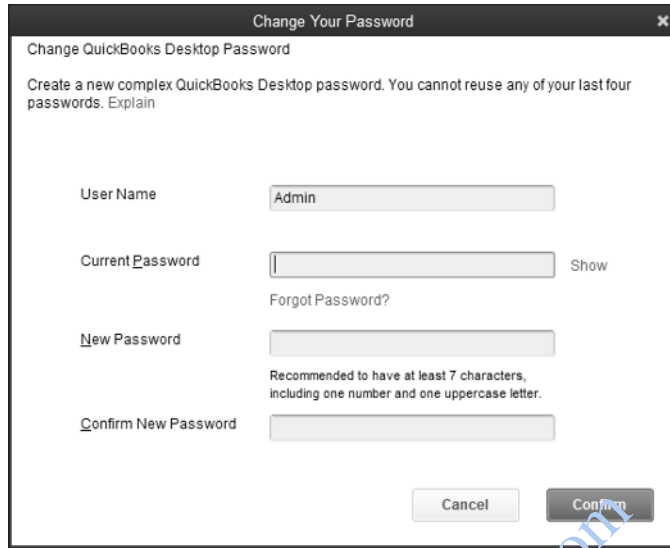 Change Your Password
Change QuickBooks Desktop Password
Create a new complex QuickBooks Desktop password. You cannot reuse any of your last four
passwords. Explain
User Name
Admin
Current Password
Show
Forgot Password?
New Password
Recommended to have at least 7 characters,
including one number and one uppercase letter.
Confirm New Password
Cancel
Confirm
om